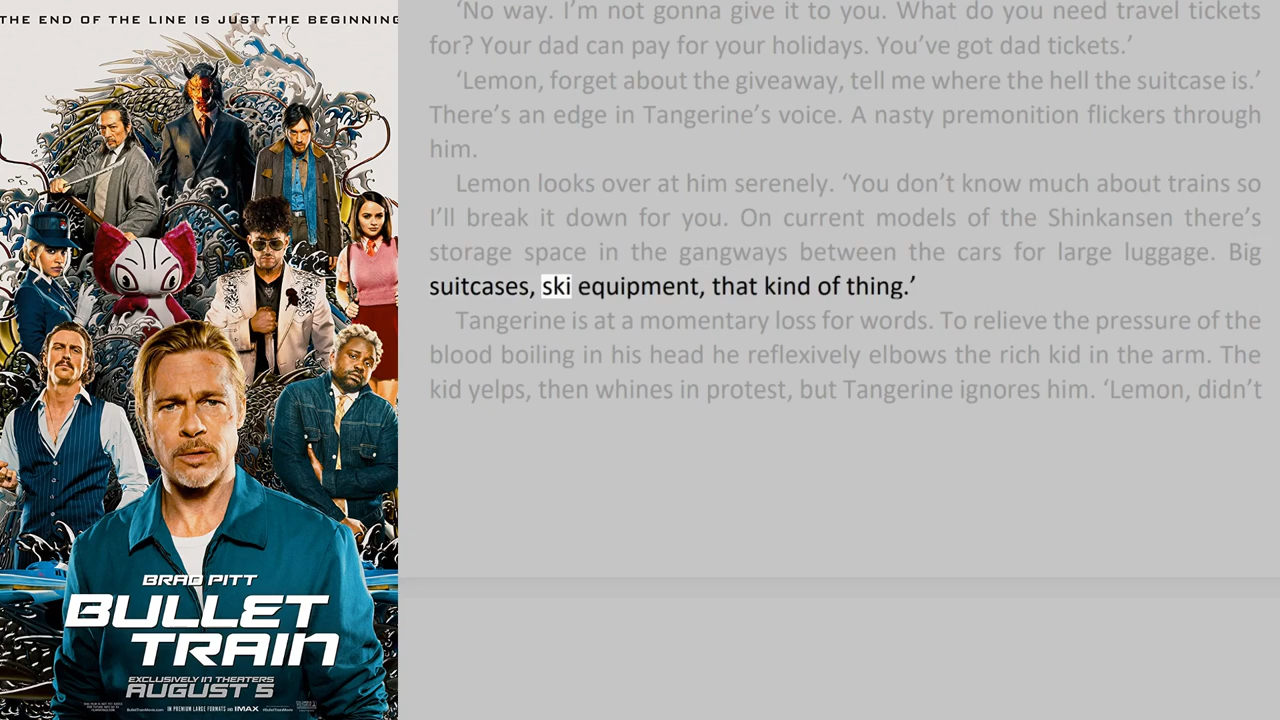 THE END OF THE LINE IS JUST THE BEGINNING
BRAD PITT
BULLET
TRAIN
EXCLUSIVELY IN THEATERS
AUGUST 5
BulletTrainMovie.com
IN PREMIUM LARGE FORMATS AND IMAX
#BulletTrainMovie
‘No way. I’m not gonna give it to you. What do you need travel tickets
for? Your dad can pay for your holidays. You’ve got dad tickets.’
‘Lemon, forget about the giveaway, tell me where the hell the suitcase is.’
There’s an edge in Tangerine’s voice. A nasty premonition flickers through
him.
Lemon looks over at him serenely. ‘You don’t know much about trains so
I’ll break it down for you. On current models of the Shinkansen there’s
storage space in the gangways between the cars for large luggage. Big
suitcases, ski equipment, that kind of thing.’
Tangerine is at a momentary loss for words. To relieve the pressure of the
blood boiling in his head he reflexively elbows the rich kid in the arm. The
kid yelps, then whines in protest, but Tangerine ignores him. ‘Lemon, didn’t